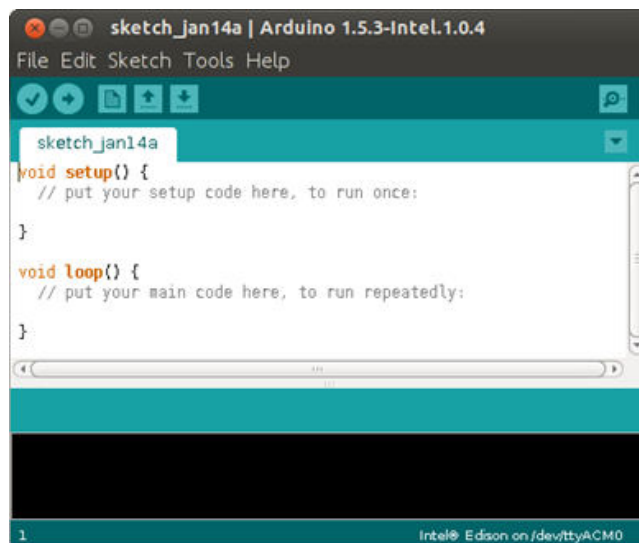 sketch_jan14a | Arduino 1.5.3-Intel.1.0.4
File Edit Sketch Tools Help
sketch_jan14a
void setup() {
  // put your setup code here, to run once:
}
void loop() {
  // put your main code here, to run repeatedly:
}
1 Intel® Edison on /dev/ttyACM0